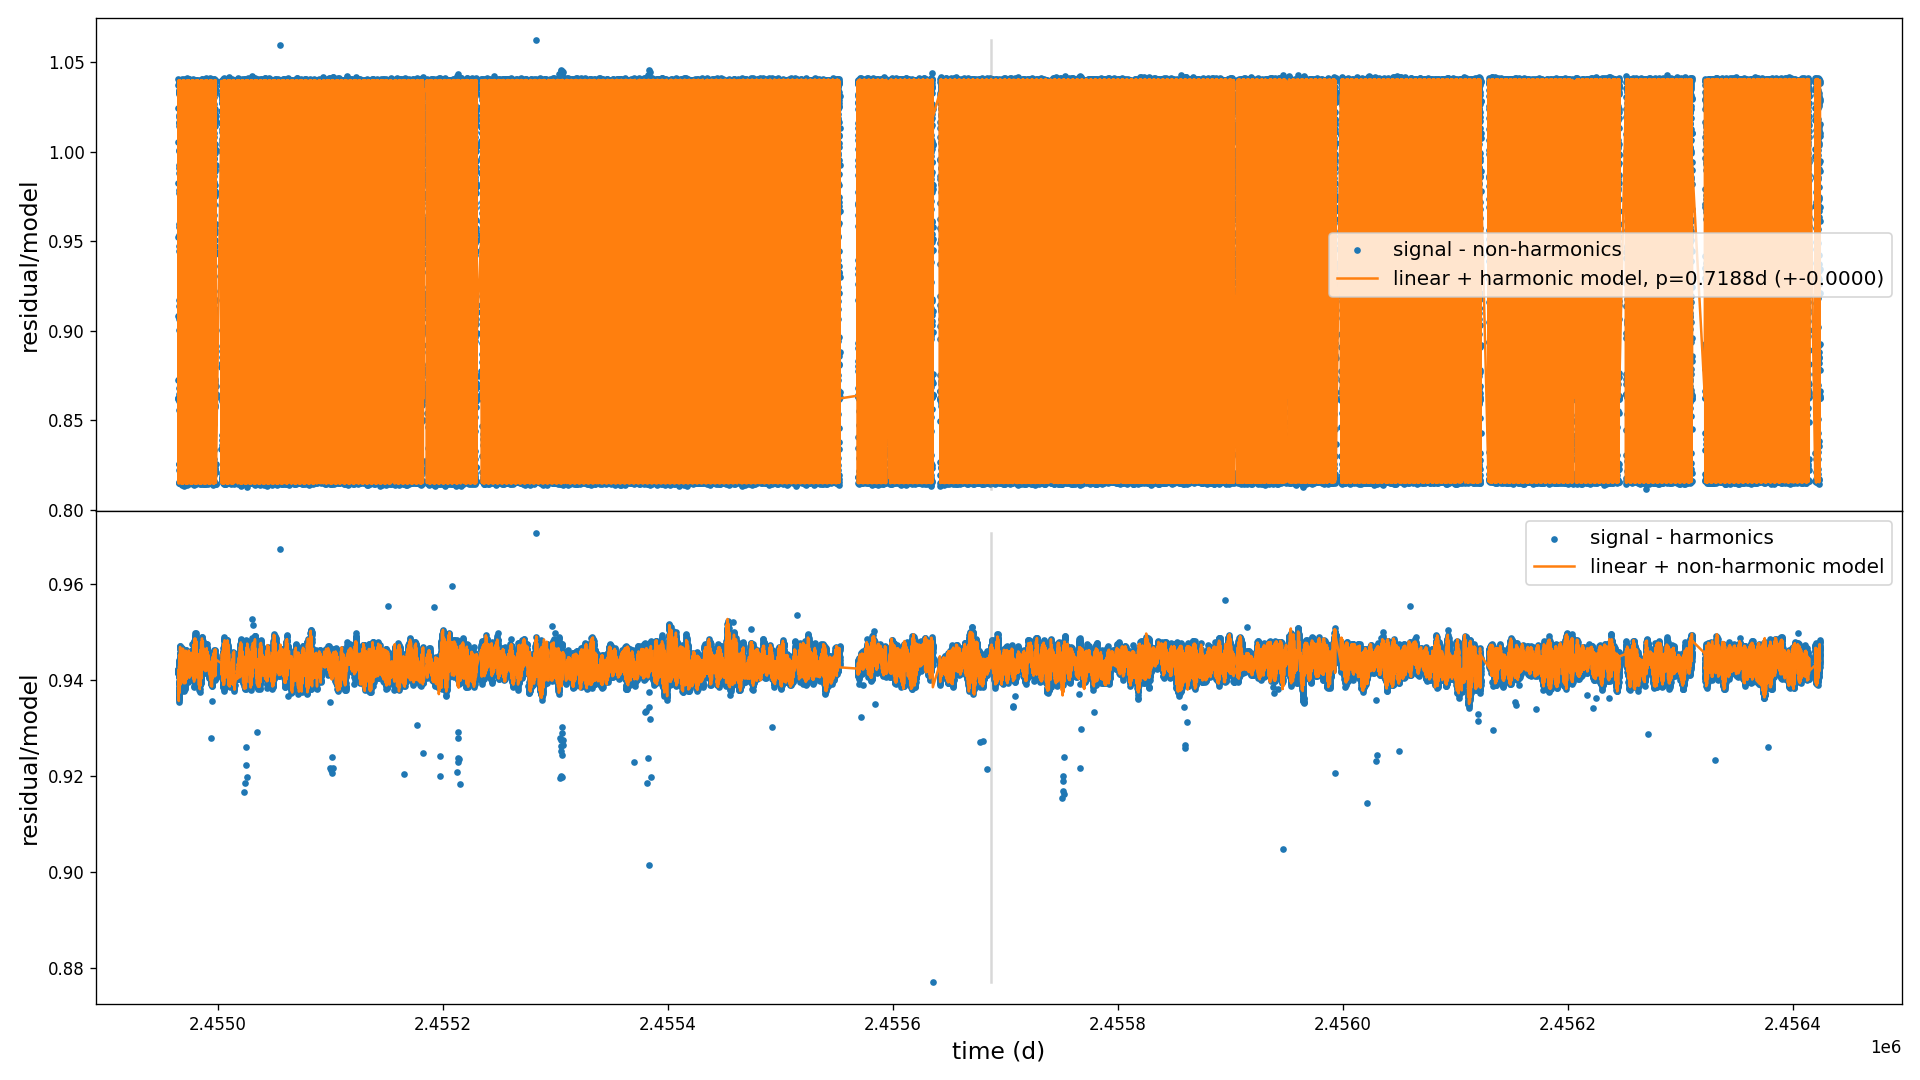 1.05
1.00
0.95
0.90
0.85
0.80
residual/model
signal - non-harmonics
linear + harmonic model, p=0.7188d (+-0.0000)
0.96
0.94
0.92
0.90
0.88
residual/model
signal - harmonics
linear + non-harmonic model
2.4550
2.4552
2.4554
2.4556
2.4558
2.4560
2.4562
2.4564
1e6
time (d)